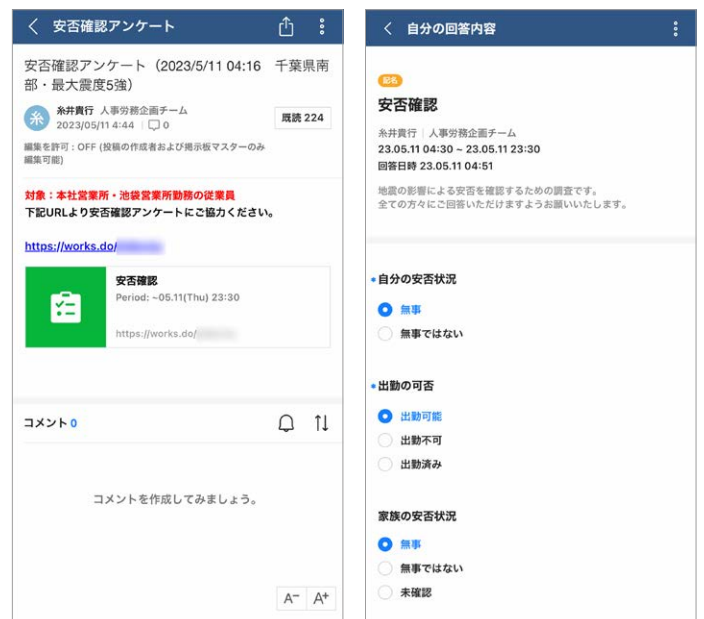 安否確認アンケート
安否確認アンケート（2023/5/11 04:16　千葉県南
部・最大震度5強）
糸
糸井貴行 人事労務企画チーム
2023/05/11 4:44 0
既読 224
編集を許可 : OFF (投稿の作成者および掲示板マスターのみ
編集可能)
対象：本社営業所・池袋営業所勤務の従業員
下記URLより安否確認アンケートにご協力ください。
https://works.do/
安否確認
Period: ~05.11(Thu) 23:30
https://works.do/
コメント 0
コメントを作成してみましょう。
A− A+
自分の回答内容
記名
安否確認
糸井貴行 | 人事労務企画チーム
23.05.11 04:30 ~ 23.05.11 23:30
回答日時 23.05.11 04:51
地震の影響による安否を確認するための調査です。
全ての方々にご回答いただけますようお願いいたします。
自分の安否状況
無事
無事ではない
出勤の可否
出勤可能
出勤不可
出勤済み
家族の安否状況
無事
無事ではない
未確認